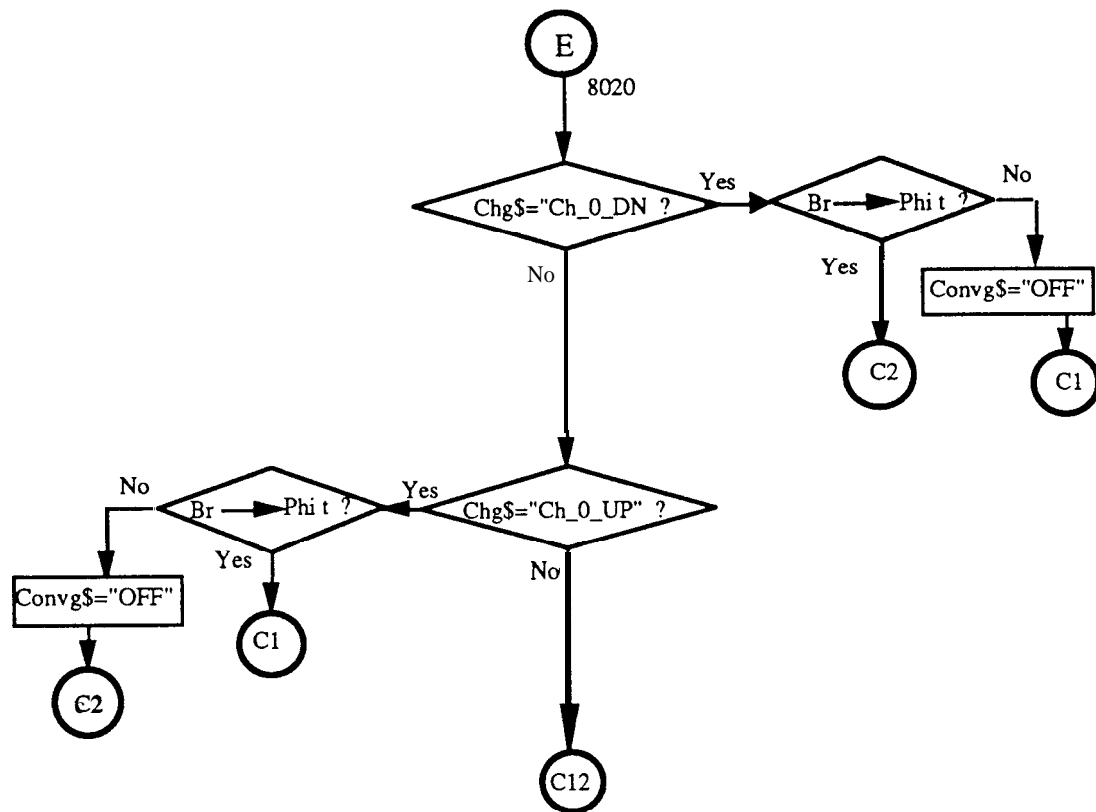 E
8020
Chg$="Ch_0_DN ?
Yes
Br Phi t ?
No
No
Yes
Convg$="OFF"
C2
C1
Chg$="Ch_0_UP" ?
Yes
Br Phi t ?
No
Yes
No
Convg$="OFF"
C1
C2
C12